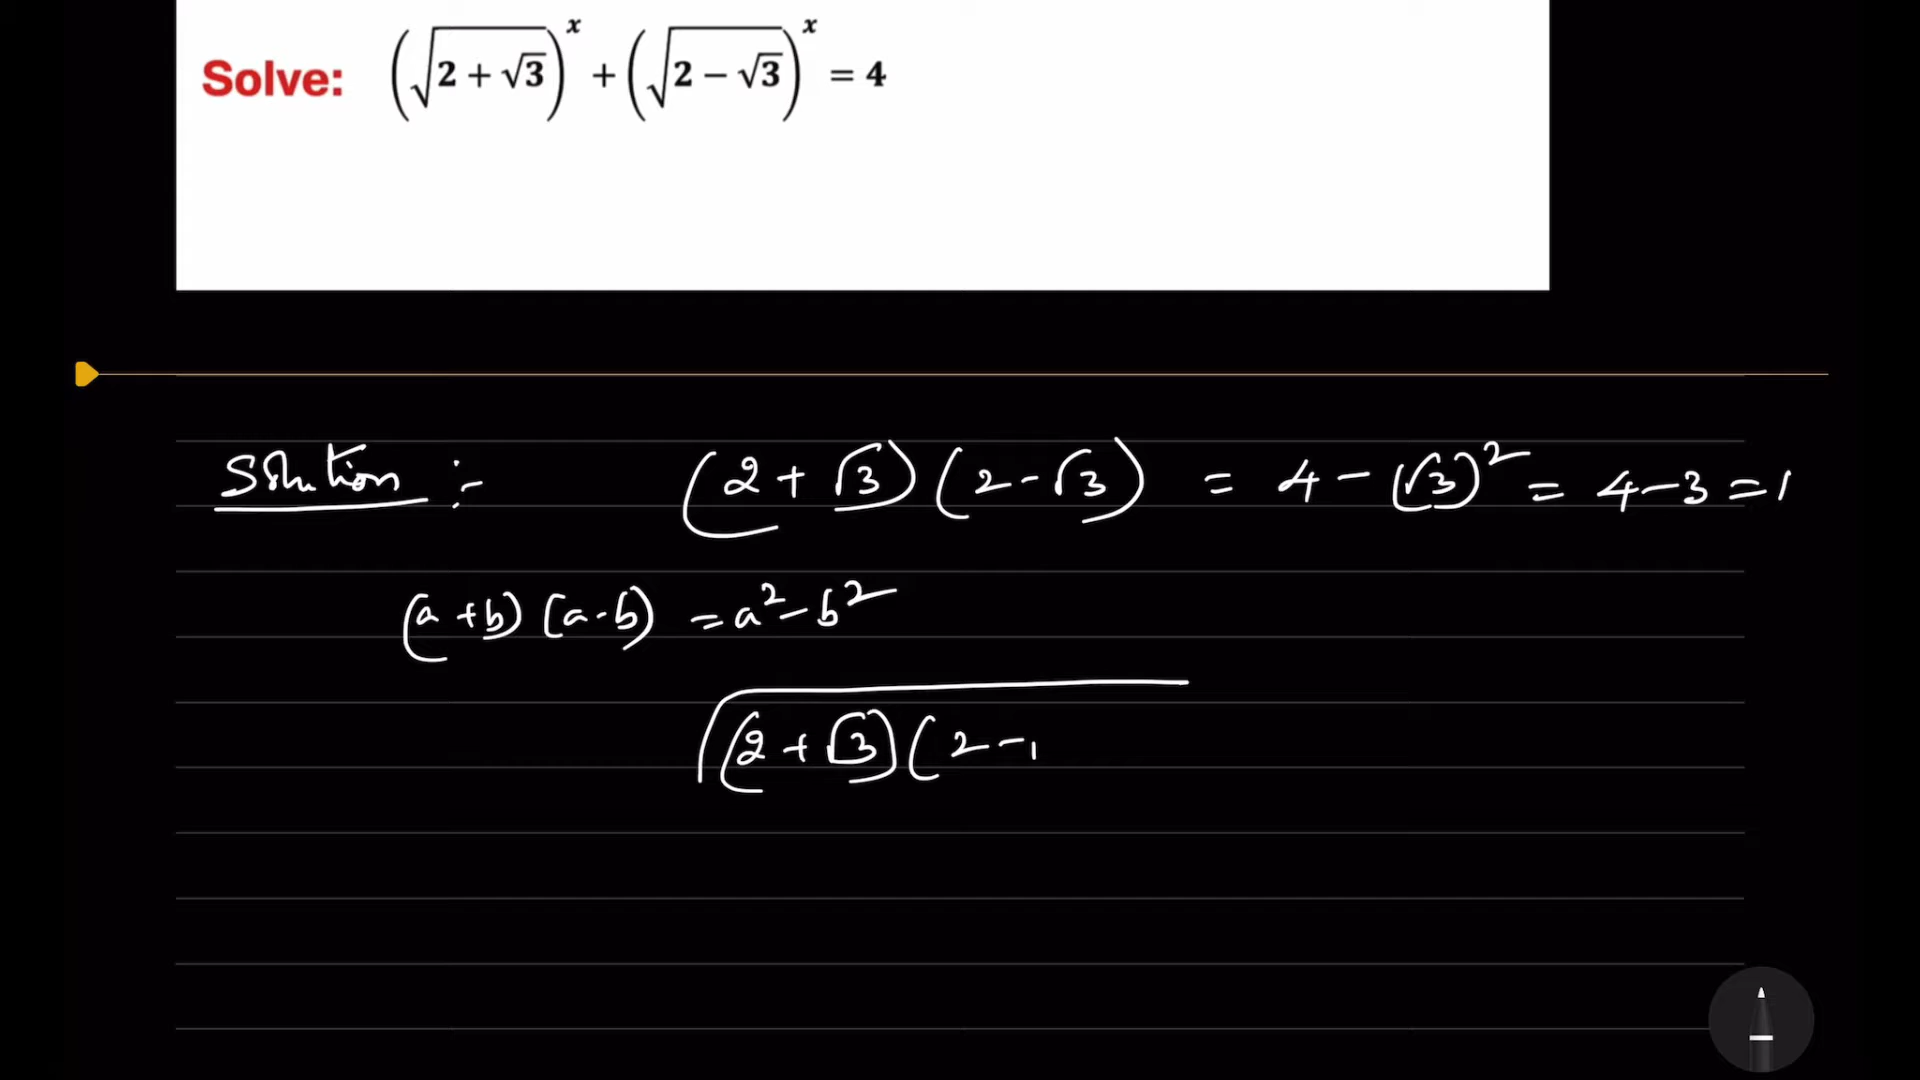 Solve: (√(2 + √3))^x + (√(2 − √3))^x = 4
Solution :- (2 + √3) (2 - √3) = 4 - (√3)² = 4 - 3 = 1
(a + b) (a - b) = a² - b²
√(2 + √3) (2 -